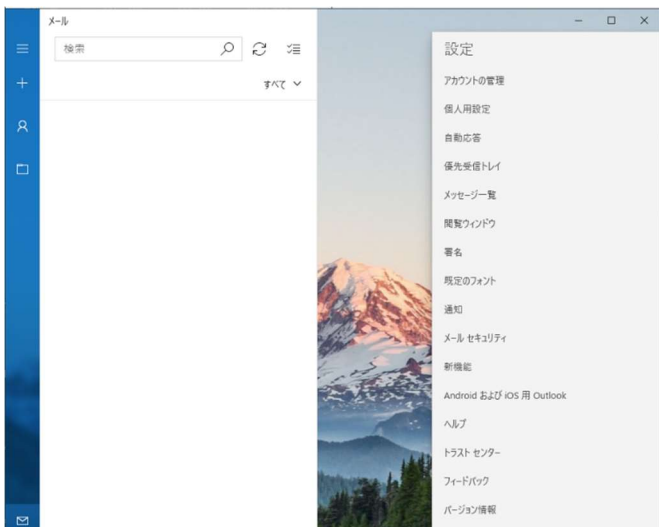 メール
検索
すべて
設定
アカウントの管理
個人用設定
自動応答
優先受信トレイ
メッセージ一覧
閲覧ウィンドウ
署名
既定のフォント
通知
メール セキュリティ
新機能
Android および iOS 用 Outlook
ヘルプ
トラスト センター
フィードバック
バージョン情報